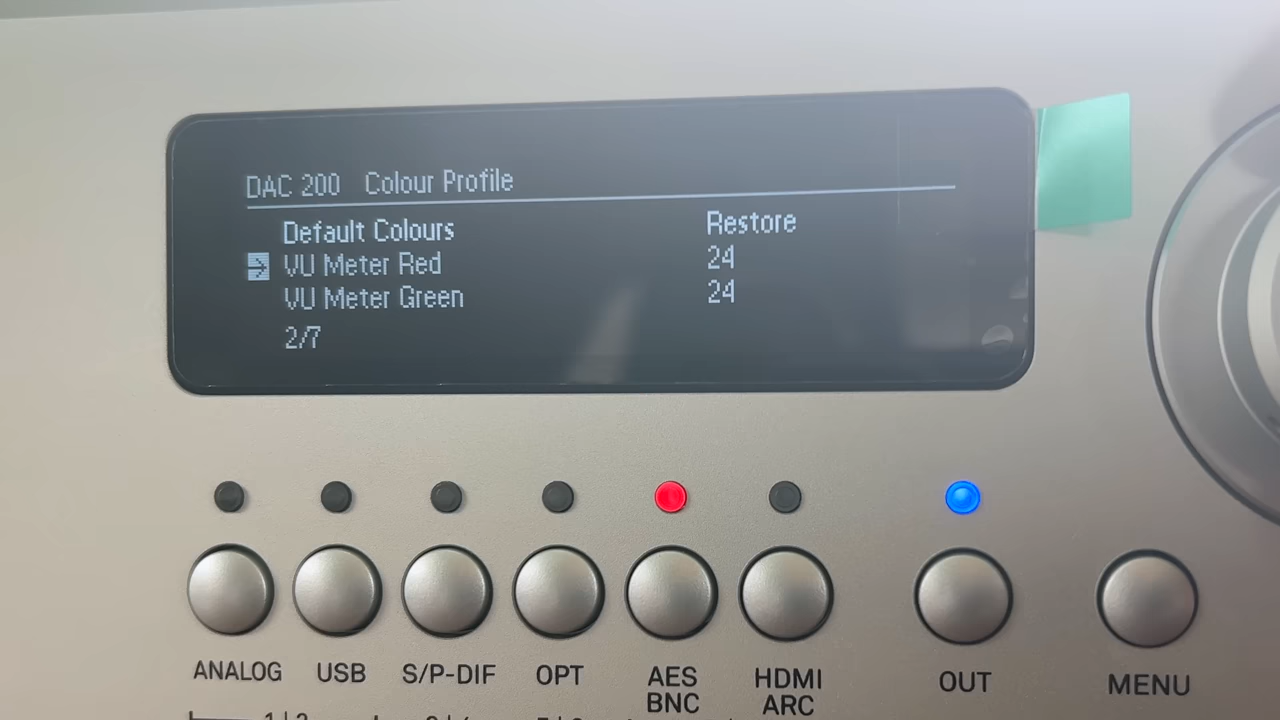 DAC 200 Colour Profile
Default Colours Restore
VU Meter Red 24
VU Meter Green 24
2/7
ANALOG USB S/P-DIF OPT AES BNC HDMI ARC OUT MENU